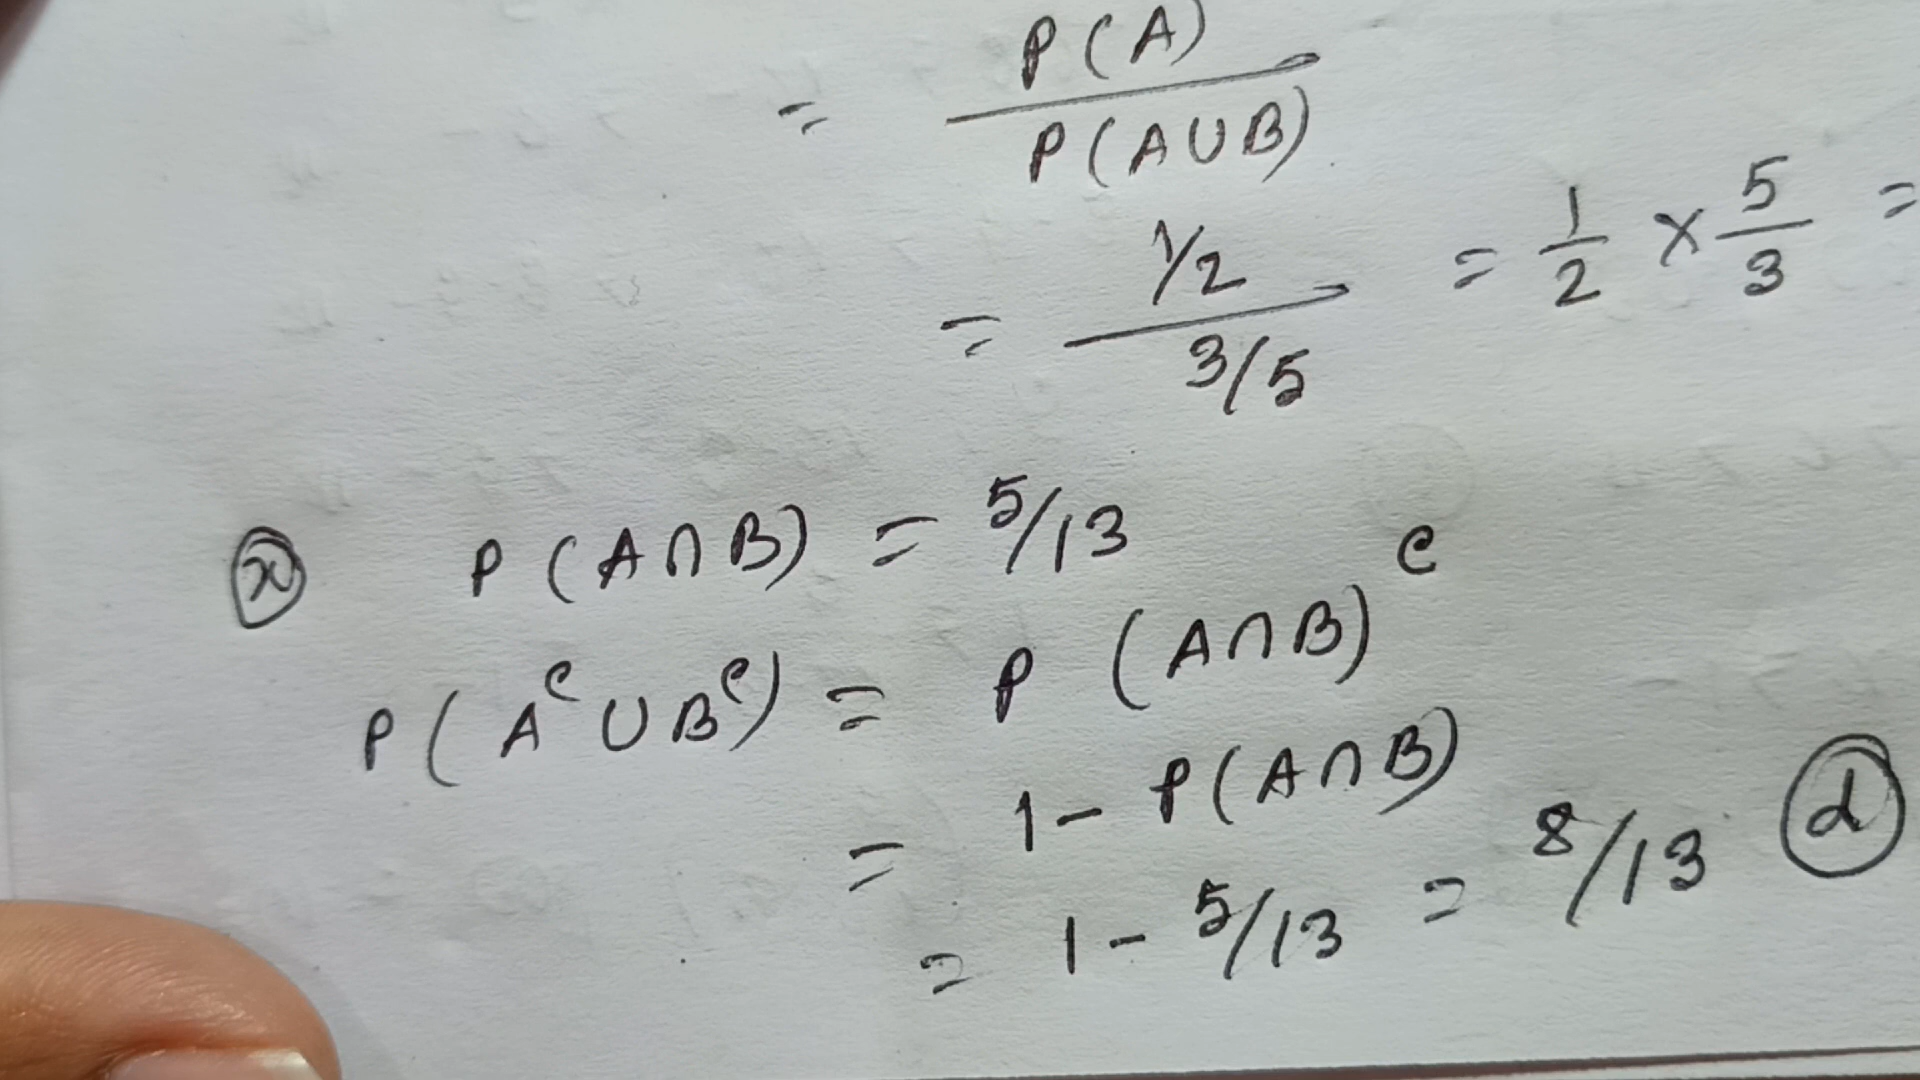 = P(A) / P(A∪B)
= 1/2 / 3/5 = 1/2 × 5/3 =
(x) P(A∩B) = 5/13
P(A^c ∪ B^c) = P (A∩B)^c
= 1 - P(A∩B)
= 1 - 5/13 = 8/13 (d)